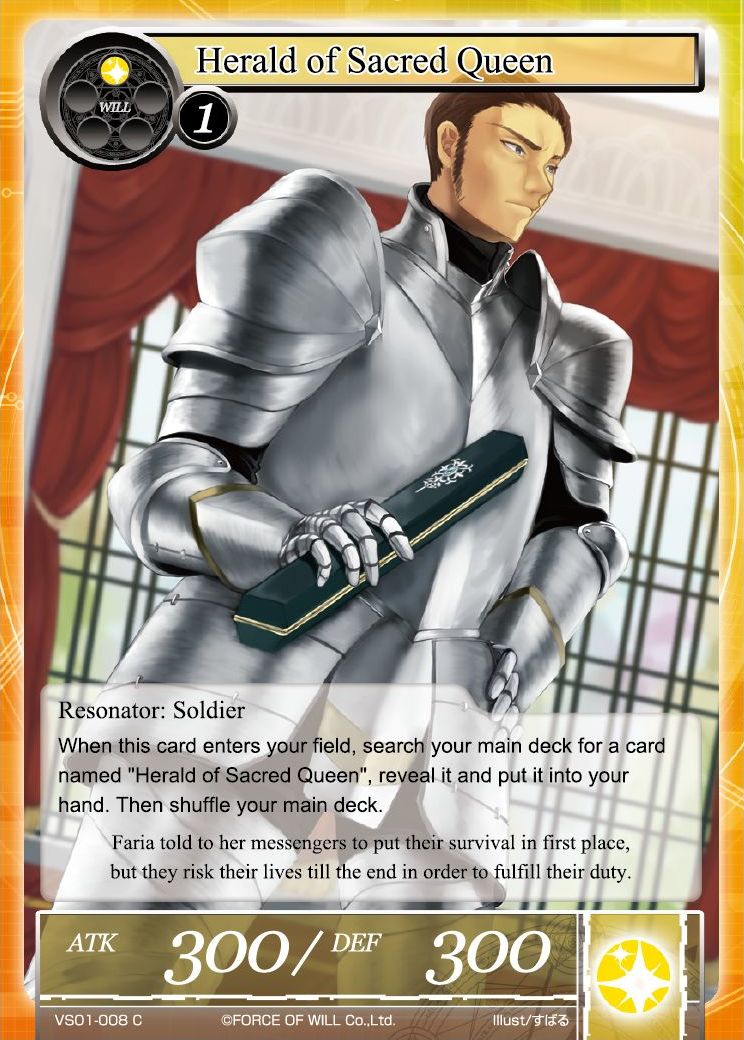 Herald of Sacred Queen
WILL
1
Resonator: Soldier
When this card enters your field, search your main deck for a card
named "Herald of Sacred Queen", reveal it and put it into your
hand. Then shuffle your main deck.
Faria told to her messengers to put their survival in first place,
but they risk their lives till the end in order to fulfill their duty.
ATK 300 / DEF 300
VS01-008 C ©FORCE OF WILL Co.,Ltd. Illust/すばる